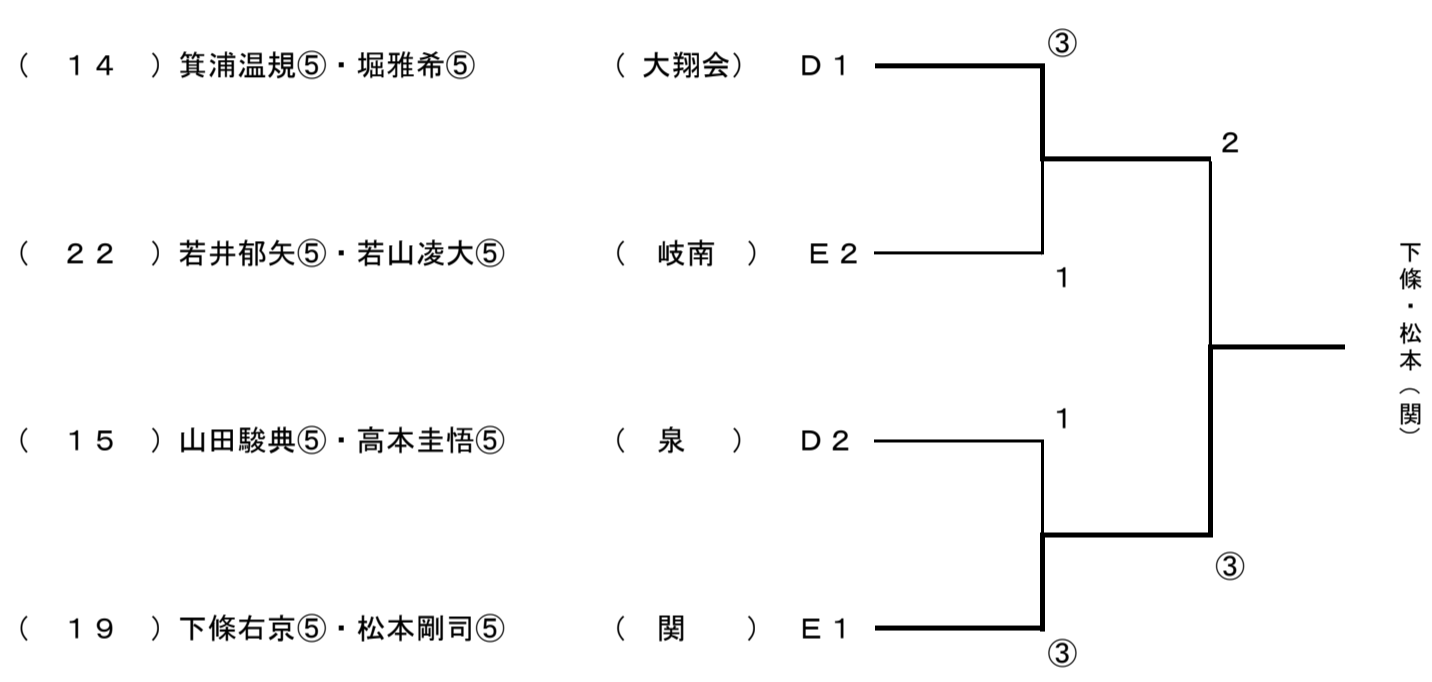 ③
( 14 ) 箕浦温規⑤・堀雅希⑤ ( 大翔会) D1
2
( 22 ) 若井郁矢⑤・若山凌大⑤ ( 岐南 ) E2
1
下條・松本(関)
1
( 15 ) 山田駿典⑤・高本圭悟⑤ ( 泉 ) D2
③
( 19 ) 下條右京⑤・松本剛司⑤ ( 関 ) E1
③